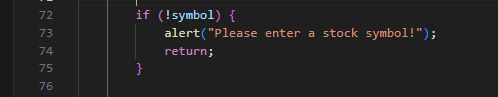 72 if (!symbol) {
73 alert("Please enter a stock symbol!");
74 return;
75 }
76